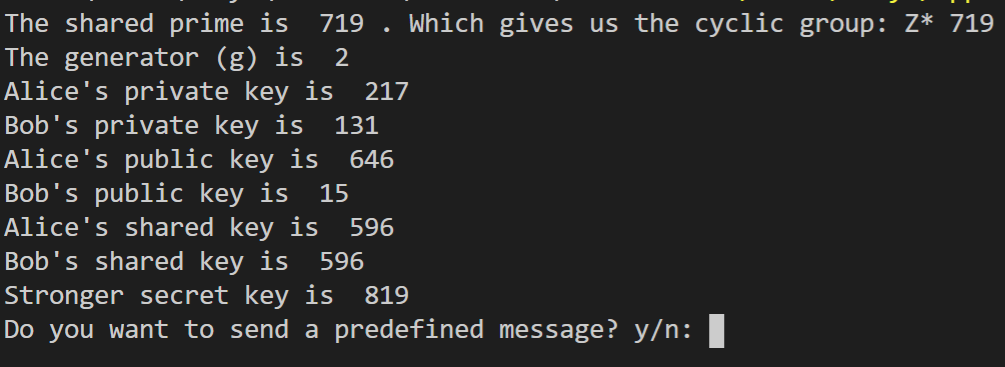 The shared prime is  719 . Which gives us the cyclic group: Z* 719
The generator (g) is  2
Alice's private key is  217
Bob's private key is  131
Alice's public key is  646
Bob's public key is  15
Alice's shared key is  596
Bob's shared key is  596
Stronger secret key is  819
Do you want to send a predefined message? y/n: